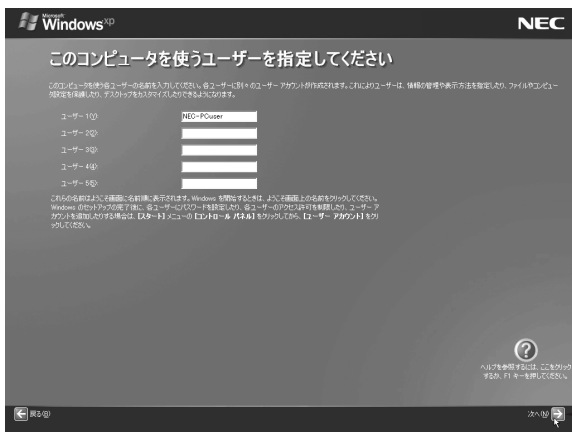 Microsoft
Windows xp
NEC
このコンピュータを使うユーザーを指定してください
このコンピュータを使う各ユーザーの名前を入力してください。各ユーザーに別々のユーザー アカウントが作成されます。これによりユーザーは、情報の管理や表示方法を指定したり、ファイルやコンピュー
タ設定を保護したり、デスクトップをカスタマイズしたりできるようになります。
ユーザー 1(Y)
NEC-PCuser
ユーザー 2(2)
ユーザー 3(3)
ユーザー 4(4)
ユーザー 5(5)
これらの名前はようこそ画面に名前順に表示されます。Windows を開始するときは、ようこそ画面上の名前をクリックしてください。
Windows のセットアップの完了後に、各ユーザーにパスワードを設定したり、各ユーザーのアクセス許可を制限したり、ユーザー ア
カウントを追加したりする場合は、[スタート] メニューの [コントロール パネル] をクリックしてから、[ユーザー アカウント] をクリ
ックしてください。
ヘルプを参照するには、ここをクリック
するか、F1 キーを押してください。
戻る(B)
次へ(N)